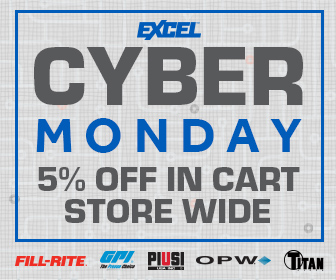 EXCEL
CYBER
MONDAY
5% OFF IN CART
STORE WIDE
FILL-RITE GPI PIUSI OPW TITAN
The Proven Choice